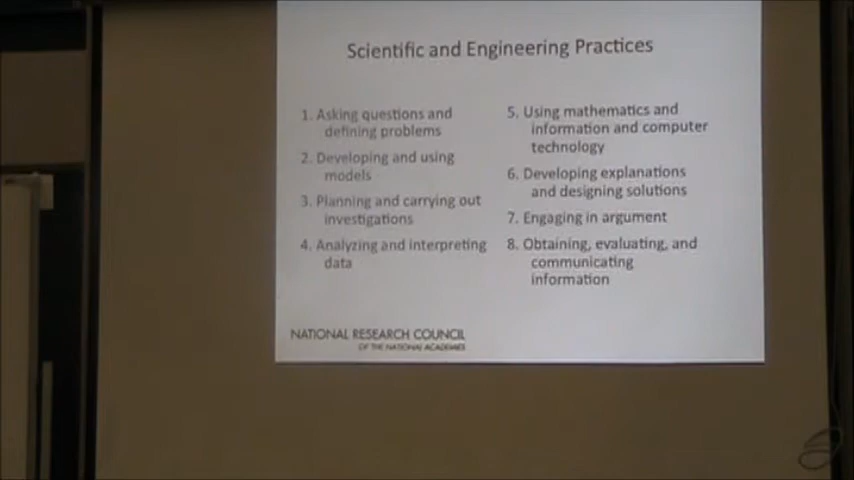 Scientific and Engineering Practices
1. Asking questions and
defining problems
2. Developing and using
models
3. Planning and carrying out
investigations
4. Analyzing and interpreting
data
5. Using mathematics and
information and computer
technology
6. Developing explanations
and designing solutions
7. Engaging in argument
8. Obtaining, evaluating, and
communicating
information
NATIONAL RESEARCH COUNCIL
OF THE NATIONAL ACADEMIES